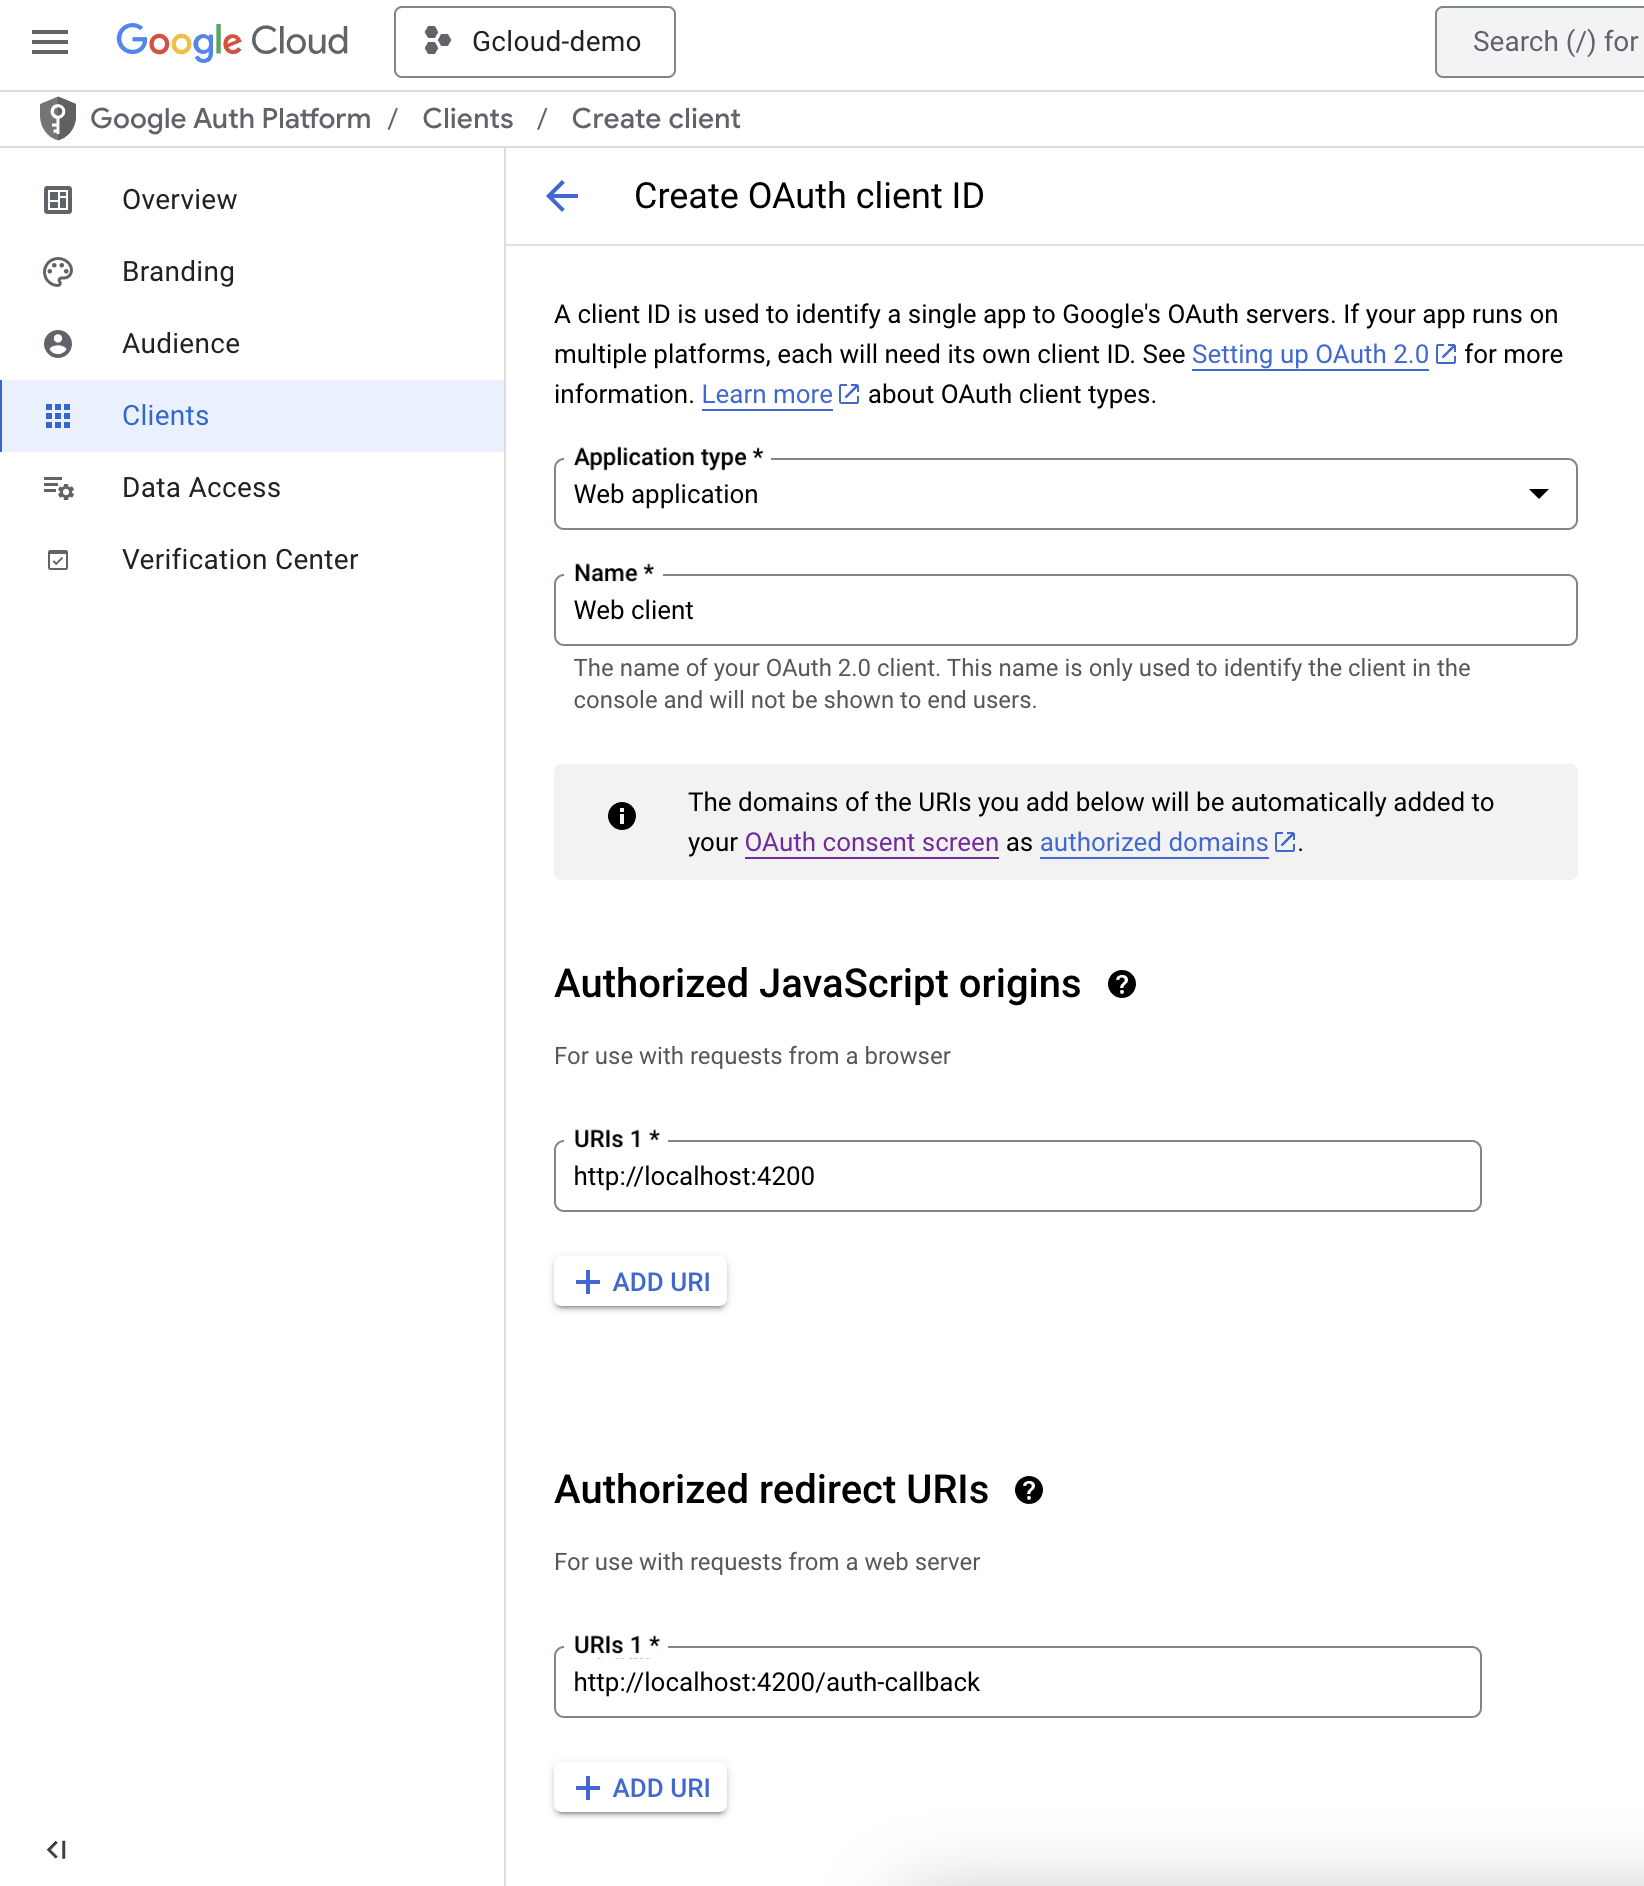 Google Cloud
Gcloud-demo
Search (/) for
Google Auth Platform / Clients / Create client
Overview
Branding
Audience
Clients
Data Access
Verification Center
Create OAuth client ID
A client ID is used to identify a single app to Google's OAuth servers. If your app runs on
multiple platforms, each will need its own client ID. See Setting up OAuth 2.0 for more
information. Learn more about OAuth client types.
Application type *
Web application
Name *
Web client
The name of your OAuth 2.0 client. This name is only used to identify the client in the
console and will not be shown to end users.
The domains of the URIs you add below will be automatically added to
your OAuth consent screen as authorized domains.
Authorized JavaScript origins
For use with requests from a browser
URIs 1 *
http://localhost:4200
+ ADD URI
Authorized redirect URIs
For use with requests from a web server
URIs 1 *
http://localhost:4200/auth-callback
+ ADD URI